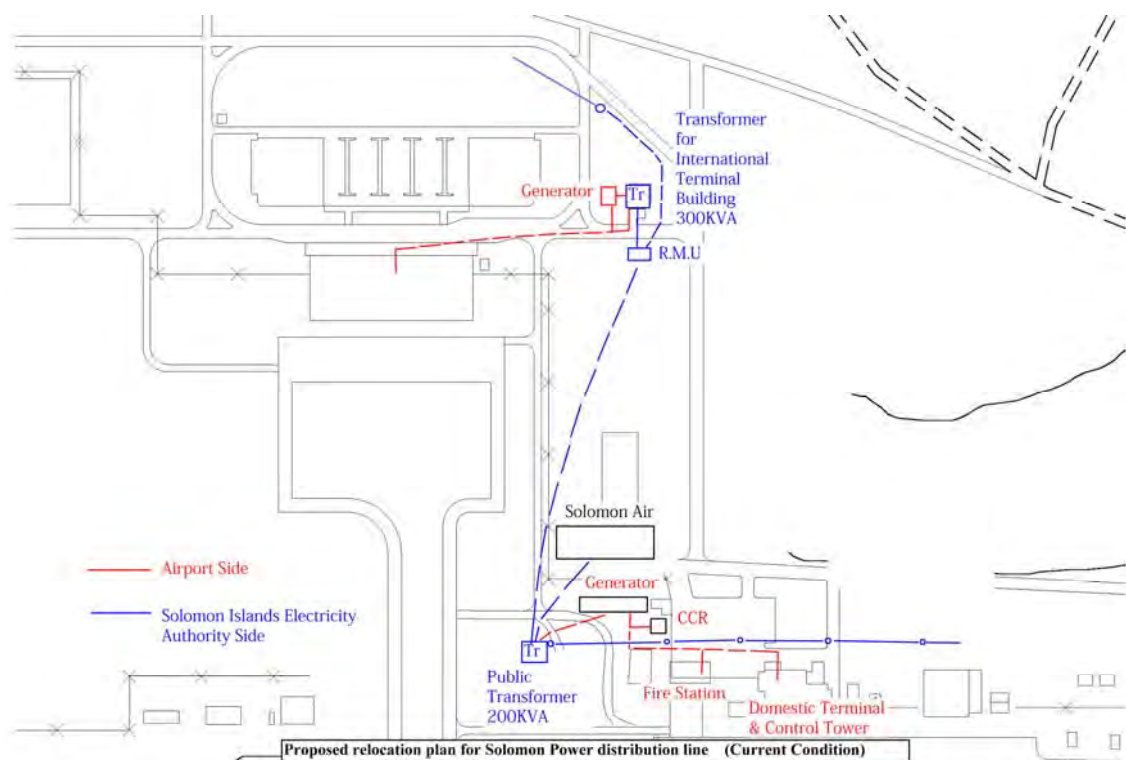 Transformer
for
International
Terminal
Building
300KVA
Generator
Tr
R.M.U
Solomon Air
Airport Side
Generator
Solomon Islands Electricity
Authority Side
CCR
Tr
Public
Transformer
200KVA
Fire Station
Domestic Terminal
& Control Tower
Proposed relocation plan for Solomon Power distribution line (Current Condition)